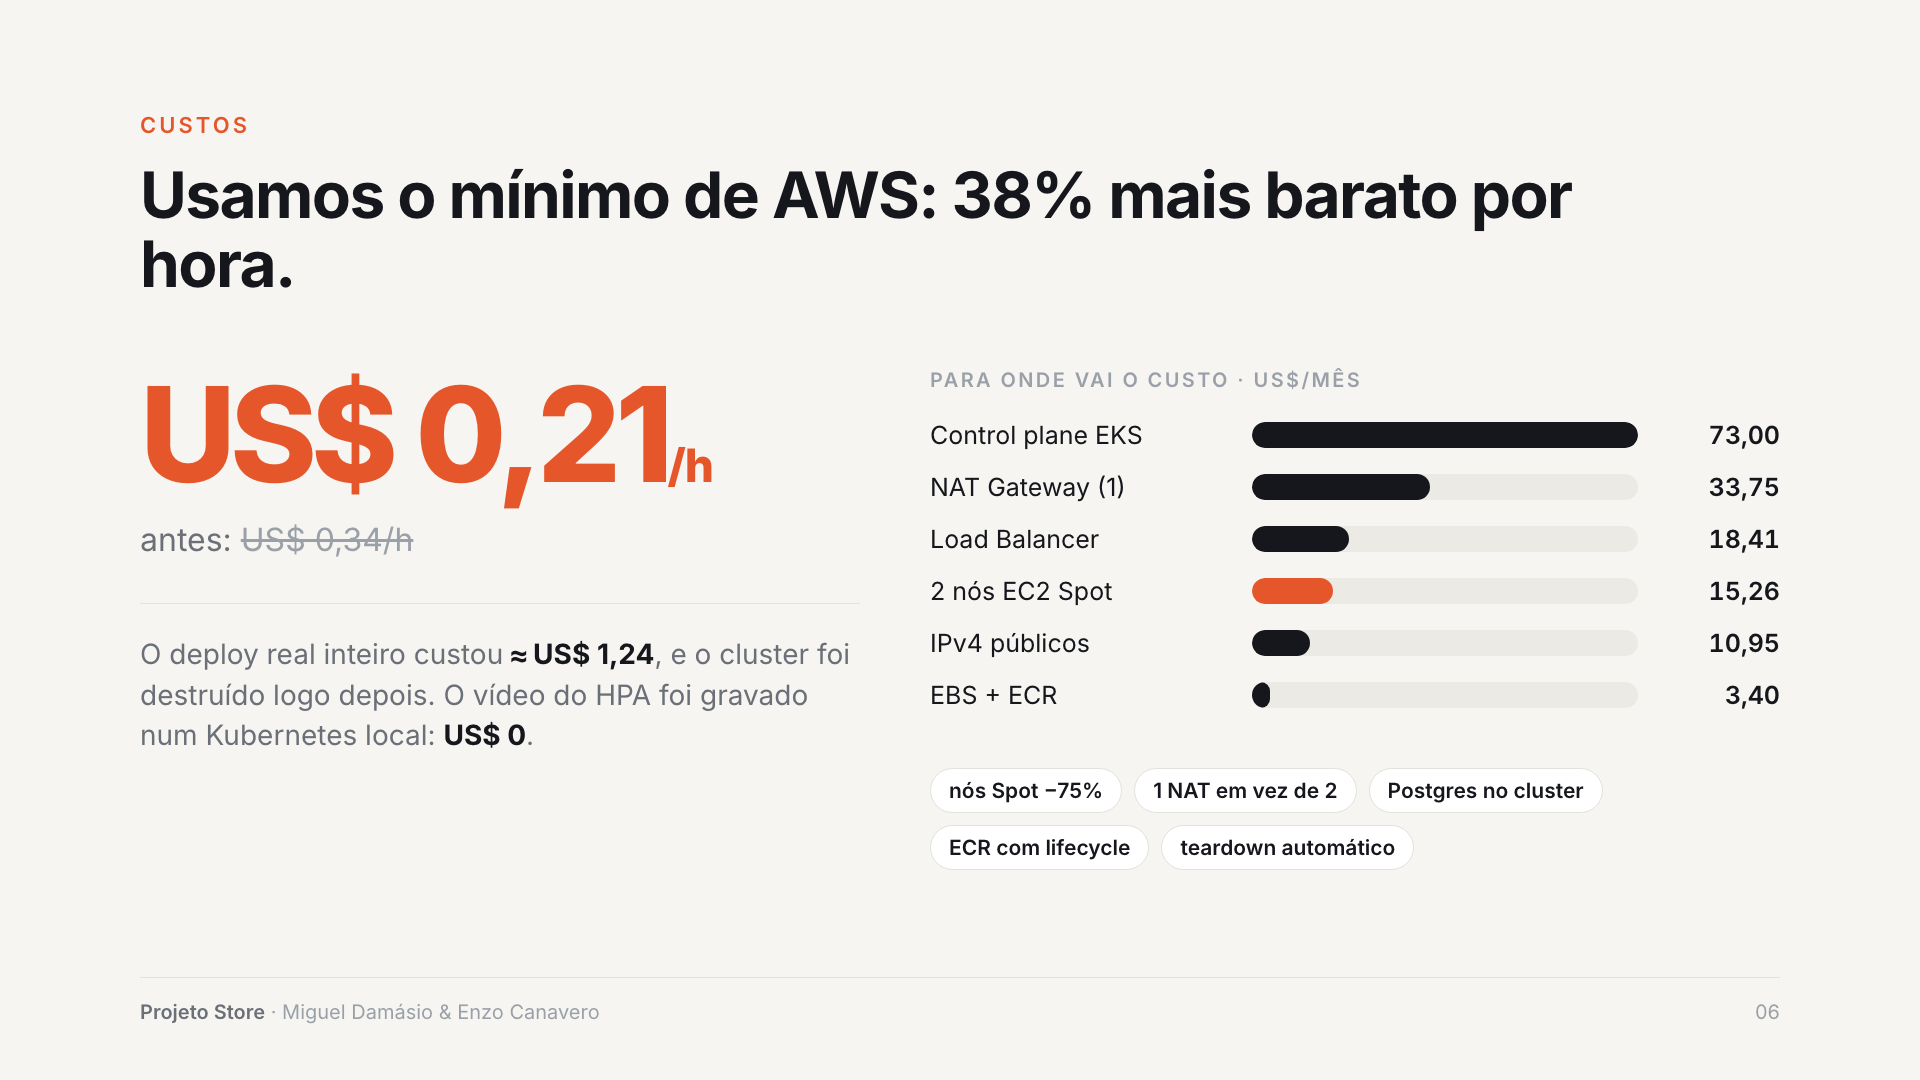 CUSTOS
Usamos o mínimo de AWS: 38% mais barato por
hora.
US$ 0,21/h
antes: US$ 0,34/h
O deploy real inteiro custou ≈ US$ 1,24, e o cluster foi
destruído logo depois. O vídeo do HPA foi gravado
num Kubernetes local: US$ 0.
PARA ONDE VAI O CUSTO · US$/MÊS
Control plane EKS 73,00
NAT Gateway (1) 33,75
Load Balancer 18,41
2 nós EC2 Spot 15,26
IPv4 públicos 10,95
EBS + ECR 3,40
nós Spot −75% 1 NAT em vez de 2 Postgres no cluster
ECR com lifecycle teardown automático
Projeto Store · Miguel Damásio & Enzo Canavero 06